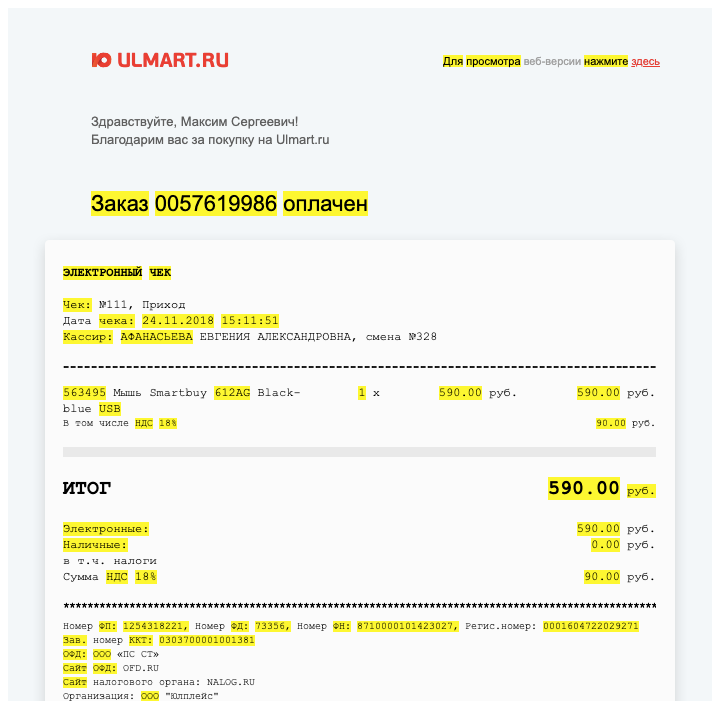 ULMART.RU
Для просмотра веб-версии нажмите здесь
Здравствуйте, Максим Сергеевич!
Благодарим вас за покупку на Ulmart.ru
Заказ 0057619986 оплачен
ЭЛЕКТРОННЫЙ ЧЕК
Чек: №111, Приход
Дата чека: 24.11.2018 15:11:51
Кассир: АФАНАСЬЕВА ЕВГЕНИЯ АЛЕКСАНДРОВНА, смена №328
563495 Мышь Smartbuy 612AG Black- 1 x 590.00 руб. 590.00 руб.
blue USB
В том числе НДС 18% 90.00 руб.
ИТОГ 590.00 руб.
Электронные: 590.00 руб.
Наличные: 0.00 руб.
в т.ч. налоги
Сумма НДС 18% 90.00 руб.
Номер ФП: 1254318221, Номер ФД: 73356, Номер ФН: 8710000101423027, Регис.номер: 0001604722029271
Зав. номер ККТ: 0303700001001381
ОФД: ООО «ПС СТ»
Сайт ОФД: OFD.RU
Сайт налогового органа: NALOG.RU
Организация: ООО "Юлплейс"